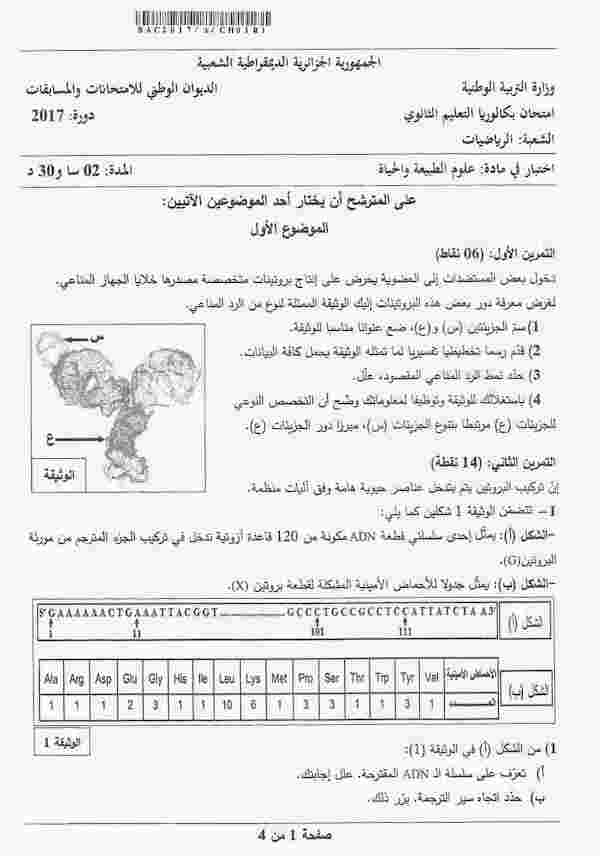 BAC2017/S/CH01B1
الجمهورية الجزائرية الديمقراطية الشعبية
وزارة التربية الوطنية الديوان الوطني للامتحانات والمسابقات
امتحان بكالوريا التعليم الثانوي دورة: 2017
الشعبة: الرياضيات
اختبار في مادة: علوم الطبيعة والحياة المدة: 02 سا و30 د
على المترشح أن يختار أحد الموضوعين الآتيين:
الموضوع الأول
التمرين الأول: (06 نقاط)
دخول بعض المستضدات إلى العضوية يحرض على إنتاج بروتينات متخصصة مصدرها خلايا الجهاز المناعي.
لغرض معرفة دور بعض هذه البروتينات إليك الوثيقة الممثلة لنوع من الرد المناعي.
1) سمّ الجزيئتين (س) و(ع)، ضع عنوانا مناسبا للوثيقة.
2) قدّم رسما تخطيطيا تفسيريا لما تمثله الوثيقة يحمل كافة البيانات.
3) حدّد نمط الرد المناعي المقصود، علّل.
4) باستغلالك للوثيقة وتوظيفا لمعلوماتك وضّح أن التخصص النوعي
للجزيئات (ع) مرتبطا بتنوع الجزيئات (س)، مبرزا دور الجزيئات (ع).
س
ع
الوثيقة
التمرين الثاني: (14 نقطة)
إنّ تركيب البروتين يتم بتدخل عناصر حيوية هامة وفق آليات منظمة.
1- تتضمّن الوثيقة 1 شكلين كما يلي:
-الشكل (أ): يمثّل إحدى سلسلتي قطعة ADN مكونة من 120 قاعدة آزوتية تدخل في تركيب الجزء المترجم من مورثة
البروتين(G).
-الشكل (ب): يمثل جدولا للأحماض الأمينية المشكلة لقطعة بروتين (X).
5'GAAAAAACTGAAATTACGGT.....................GCCCTGCCGCCTCCATTATCTAA3' الشكل (أ)
1 11 101 111
Ala Arg Asp Glu Gly His Ile Leu Lys Met Pro Ser Thr Trp Tyr Val الأحماض الأمينية الشكل (ب)
1 1 1 2 3 1 1 10 6 1 3 3 1 1 3 1 العـــــدد
الوثيقة 1
1) من الشكل (أ) في الوثيقة (1):
أ) تعرّف على سلسلة الـ ADN المقترحة. علل إجابتك.
ب) حدّد اتجاه سير الترجمة. برّر ذلك.
صفحة 1 من 4